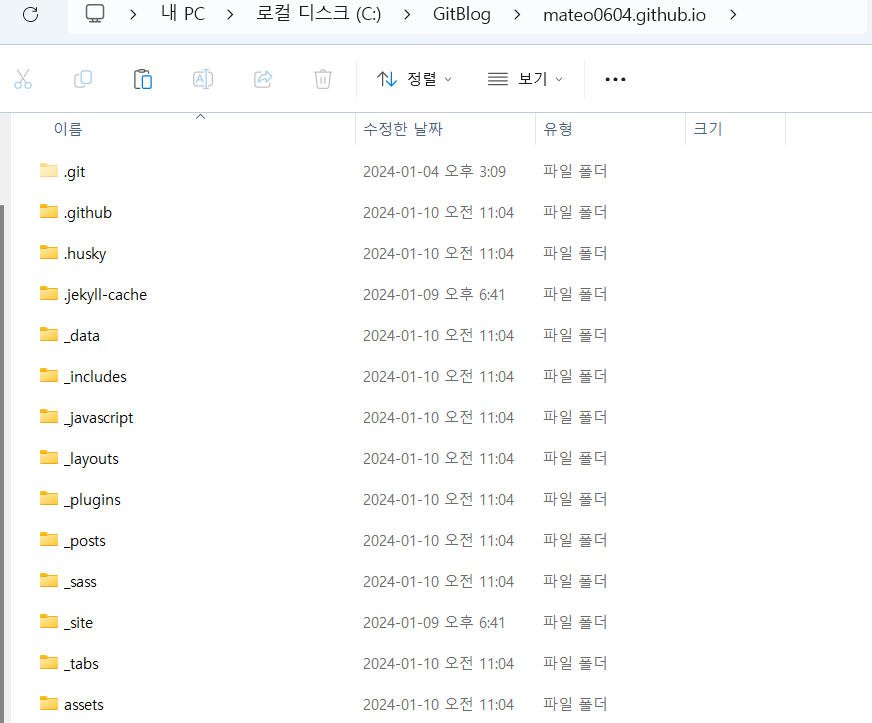 내 PC > 로컬 디스크 (C:) > GitBlog > mateo0604.github.io >
정렬 보기
이름 수정한 날짜 유형 크기
.git 2024-01-04 오후 3:09 파일 폴더
.github 2024-01-10 오전 11:04 파일 폴더
.husky 2024-01-10 오전 11:04 파일 폴더
.jekyll-cache 2024-01-09 오후 6:41 파일 폴더
_data 2024-01-10 오전 11:04 파일 폴더
_includes 2024-01-10 오전 11:04 파일 폴더
_javascript 2024-01-10 오전 11:04 파일 폴더
_layouts 2024-01-10 오전 11:04 파일 폴더
_plugins 2024-01-10 오전 11:04 파일 폴더
_posts 2024-01-10 오전 11:04 파일 폴더
_sass 2024-01-10 오전 11:04 파일 폴더
_site 2024-01-09 오후 6:41 파일 폴더
_tabs 2024-01-10 오전 11:04 파일 폴더
assets 2024-01-10 오전 11:04 파일 폴더